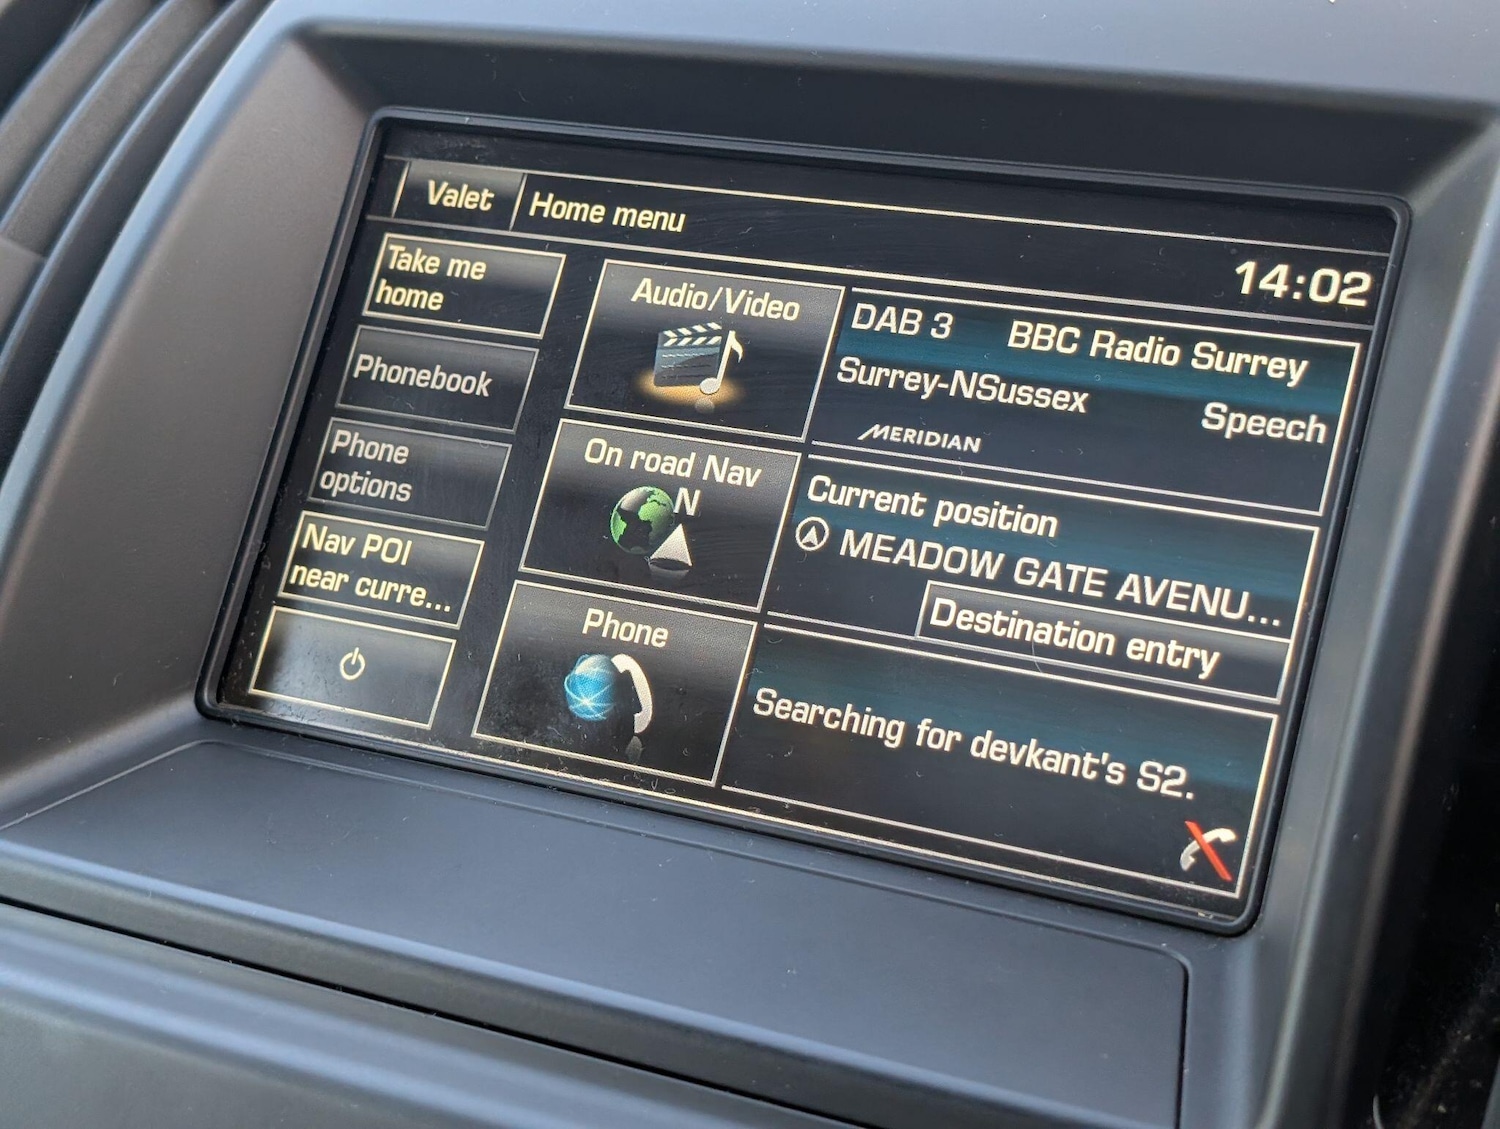 Valet
Home menu
14:02
Take me
home
Phonebook
Phone
options
Nav POI
near curre...
Audio/Video
On road Nav
N
Phone
DAB 3 BBC Radio Surrey
Surrey-NSussex
Speech
MERIDIAN
Current position
MEADOW GATE AVENU...
Destination entry
Searching for devkant's S2.